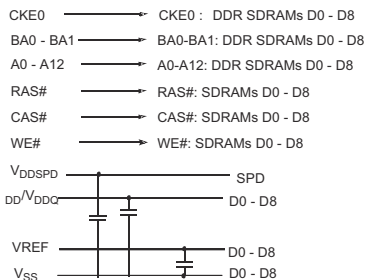 CKE0 CKE0 : DDR SDRAMs D0 - D8
BA0 - BA1 BA0-BA1: DDR SDRAMs D0 - D8
A0 - A12 A0-A12: DDR SDRAMs D0 - D8
RAS# RAS#: SDRAMs D0 - D8
CAS# CAS#: SDRAMs D0 - D8
WE# WE#: SDRAMs D0 - D8
VDDSPD SPD
DD/VDDQ D0 - D8
VREF D0 - D8
VSS D0 - D8